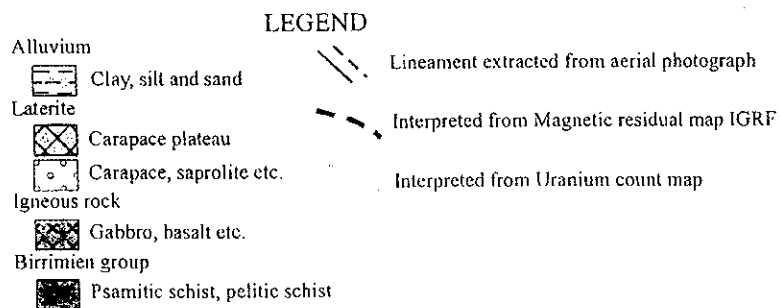 LEGEND
Alluvium
Clay, silt and sand
Laterite
Carapace plateau
Carapace, saprolite etc.
Igneous rock
Gabbro, basalt etc.
Birrimien group
Psamitic schist, pelitic schist
Lineament extracted from aerial photograph
Interpreted from Magnetic residual map IGRF
Interpreted from Uranium count map